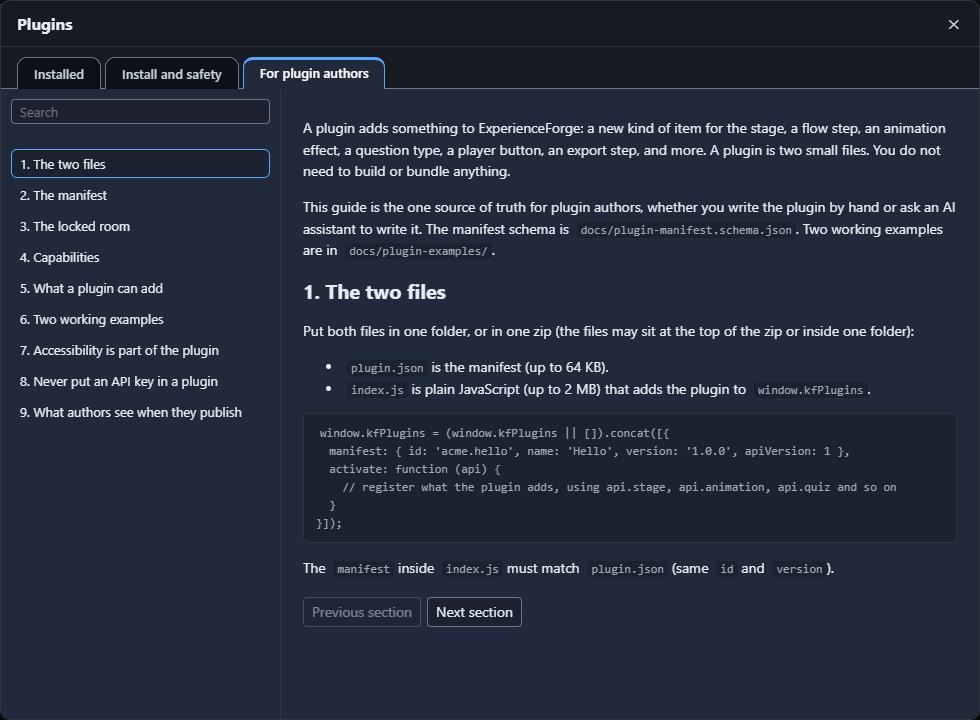 Plugins
Installed
Install and safety
For plugin authors
Search
1. The two files
2. The manifest
3. The locked room
4. Capabilities
5. What a plugin can add
6. Two working examples
7. Accessibility is part of the plugin
8. Never put an API key in a plugin
9. What authors see when they publish
A plugin adds something to ExperienceForge: a new kind of item for the stage, a flow step, an animation
effect, a question type, a player button, an export step, and more. A plugin is two small files. You do not
need to build or bundle anything.
This guide is the one source of truth for plugin authors, whether you write the plugin by hand or ask an AI
assistant to write it. The manifest schema is docs/plugin-manifest.schema.json. Two working examples
are in docs/plugin-examples/.
1. The two files
Put both files in one folder, or in one zip (the files may sit at the top of the zip or inside one folder):
• plugin.json is the manifest (up to 64 KB).
• index.js is plain JavaScript (up to 2 MB) that adds the plugin to window.kfPlugins.
window.kfPlugins = (window.kfPlugins || []).concat([{
  manifest: { id: 'acme.hello', name: 'Hello', version: '1.0.0', apiVersion: 1 },
  activate: function (api) {
    // register what the plugin adds, using api.stage, api.animation, api.quiz and so on
  }
}]);
The manifest inside index.js must match plugin.json (same id and version).
Previous section
Next section